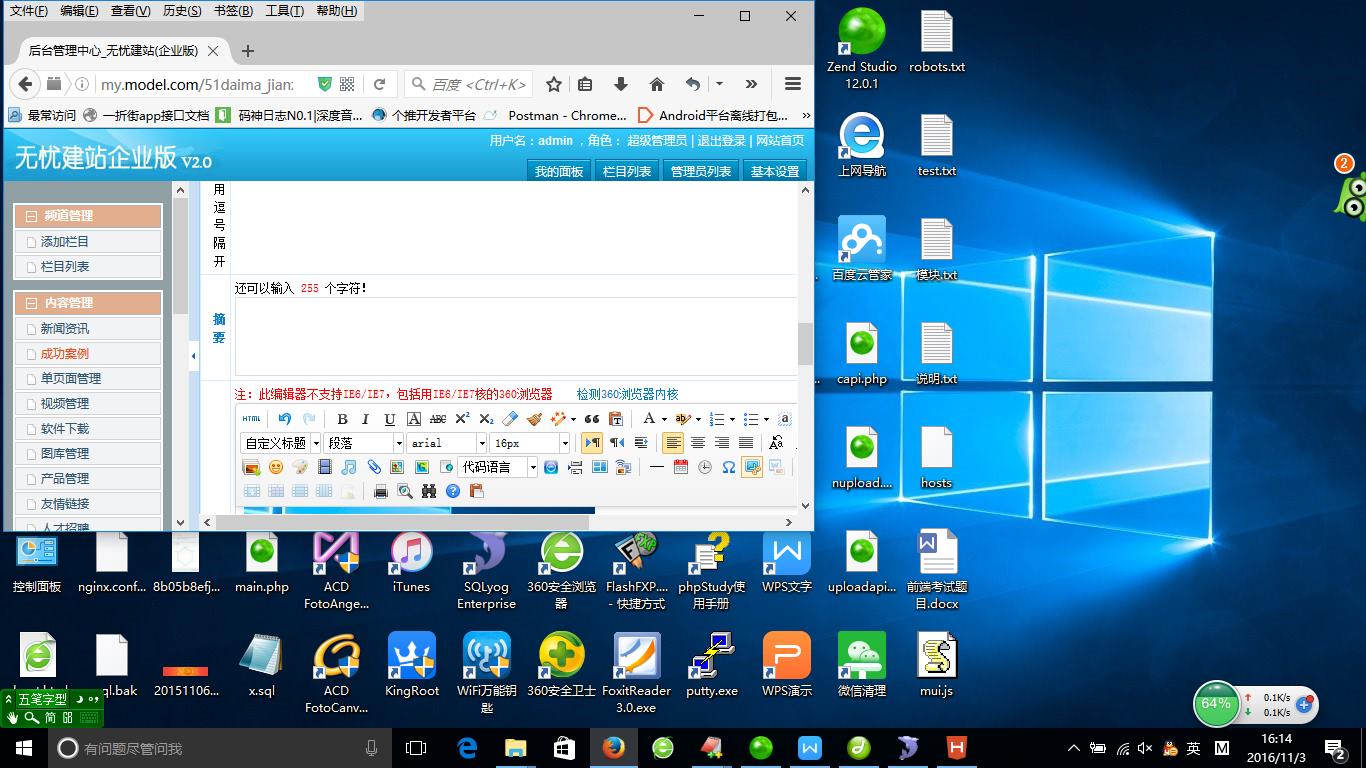 文件(F) 编辑(E) 查看(V) 历史(S) 书签(B) 工具(T) 帮助(H)
后台管理中心_无忧建站(企业版)
my.model.com/51daima_jian
百度 <Ctrl+K>
最常访问 一折街app接口文档 码神日志N0.1|深度音... 个推开发者平台 Postman - Chrome... Android平台离线打包...
用户名：admin ，角色： 超级管理员 | 退出登录 | 网站首页
无忧建站企业版 V2.0
我的面板 栏目列表 管理员列表 基本设置
频道管理
添加栏目
栏目列表
内容管理
新闻资讯
成功案例
单页面管理
视频管理
软件下载
图库管理
产品管理
友情链接
人才招聘
用
逗
号
隔
开
还可以输入 255 个字符!
摘
要
注：此编辑器不支持IE6/IE7，包括用IE6/IE7核的360浏览器 检测360浏览器内核
HTML B I U A ABC X² X₂ A ab a
自定义标题 段落 arial 16px
代码语言
Zend Studio
12.0.1
robots.txt
上网导航
test.txt
百度云管家
模块.txt
capi.php
说明.txt
nupload....
hosts
uploadapi...
前端考试题
目.docx
2
控制面板
nginx.conf...
8b05b8efj...
main.php
ACD
FotoAnge...
iTunes
SQLyog
Enterprise
360安全浏览
器
FlashFXP....
- 快捷方式
phpStudy使
用手册
WPS文字
ql.bak
20151106...
x.sql
ACD
FotoCanv...
KingRoot
WiFi万能钥
匙
360安全卫士
FoxitReader
3.0.exe
putty.exe
WPS演示
微信清理
mui.js
五笔字型
简
64%
0.1K/s
0.1K/s
有问题尽管问我
英 M
16:14
2016/11/3
2